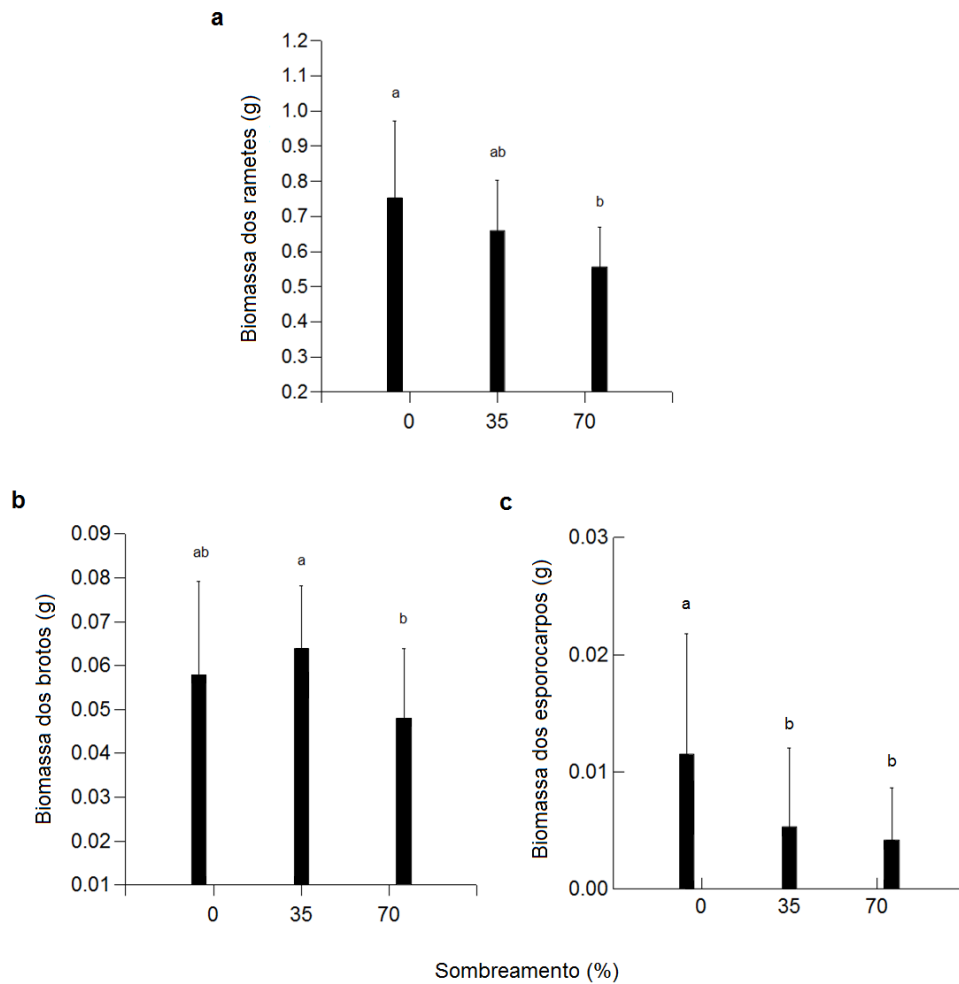 a
Biomassa dos rametes (g)
1.2
1.1
1.0
0.9
0.8
0.7
0.6
0.5
0.4
0.3
0.2
a
ab
b
0 35 70
b
Biomassa dos brotos (g)
0.09
0.08
0.07
0.06
0.05
0.04
0.03
0.02
0.01
ab
a
b
0 35 70
c
Biomassa dos esporocarpos (g)
0.03
0.02
0.01
0.00
a
b
b
0 35 70
Sombreamento (%)